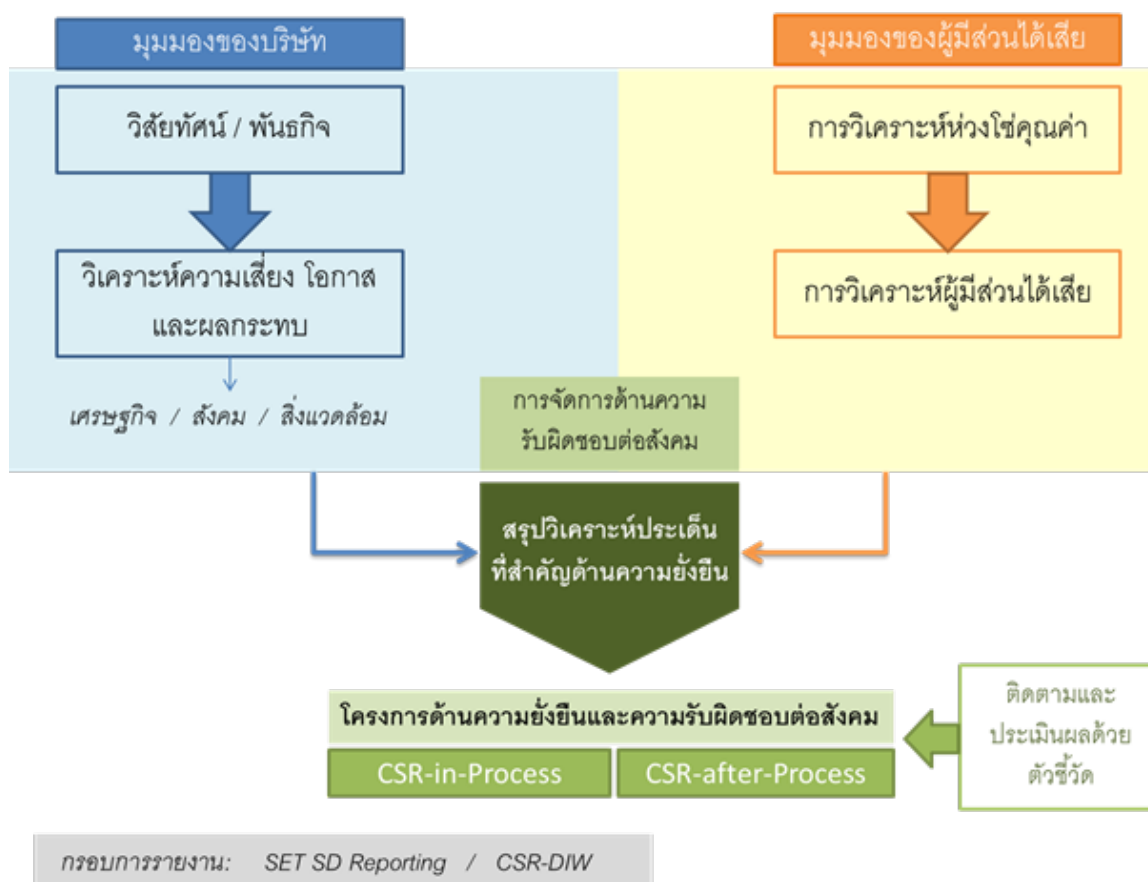 มุมมองของบริษัท
วิสัยทัศน์ / พันธกิจ
วิเคราะห์ความเสี่ยง โอกาส
และผลกระทบ
เศรษฐกิจ / สังคม / สิ่งแวดล้อม
มุมมองของผู้มีส่วนได้เสีย
การวิเคราะห์ห่วงโซ่คุณค่า
การวิเคราะห์ผู้มีส่วนได้เสีย
การจัดการด้านความ
รับผิดชอบต่อสังคม
สรุปวิเคราะห์ประเด็น
ที่สำคัญด้านความยั่งยืน
โครงการด้านความยั่งยืนและความรับผิดชอบต่อสังคม
CSR-in-Process
CSR-after-Process
ติดตามและ
ประเมินผลด้วย
ตัวชี้วัด
กรอบการรายงาน: SET SD Reporting / CSR-DIW